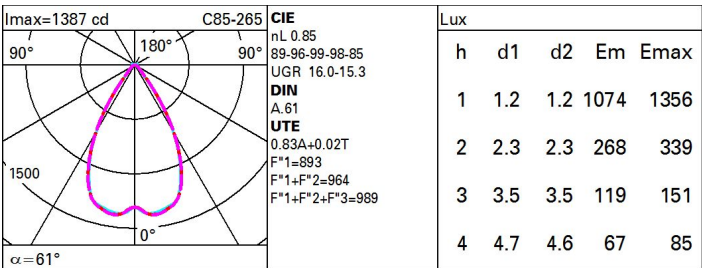 Imax=1387 cd C85-265
90° 180° 90°
1500
0°
α=61°
CIE
nL 0.85
89-96-99-98-85
UGR 16.0-15.3
DIN
A.61
UTE
0.83A+0.02T
F"1=893
F"1+F"2=964
F"1+F"2+F"3=989
Lux
h d1 d2 Em Emax
1 1.2 1.2 1074 1356
2 2.3 2.3 268 339
3 3.5 3.5 119 151
4 4.7 4.6 67 85